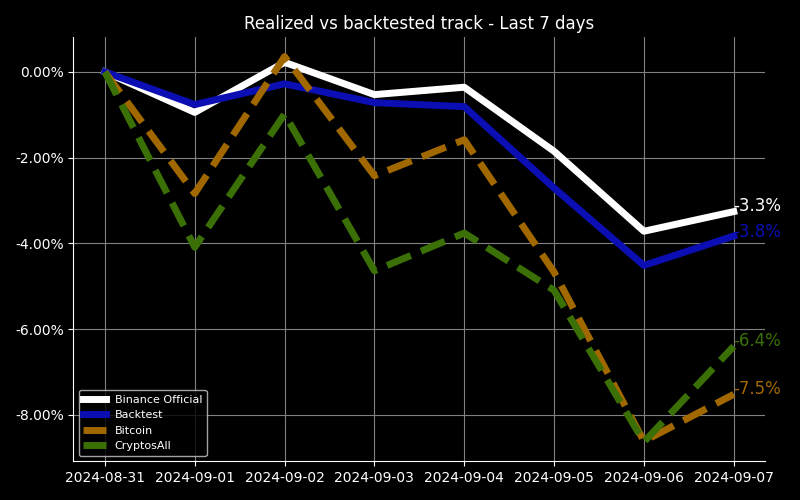 Realized vs backtested track - Last 7 days
0.00%
-2.00%
-4.00%
-6.00%
-8.00%
-3.3%
-3.8%
-6.4%
-7.5%
Binance Official
Backtest
Bitcoin
CryptosAll
2024-08-31 2024-09-01 2024-09-02 2024-09-03 2024-09-04 2024-09-05 2024-09-06 2024-09-07